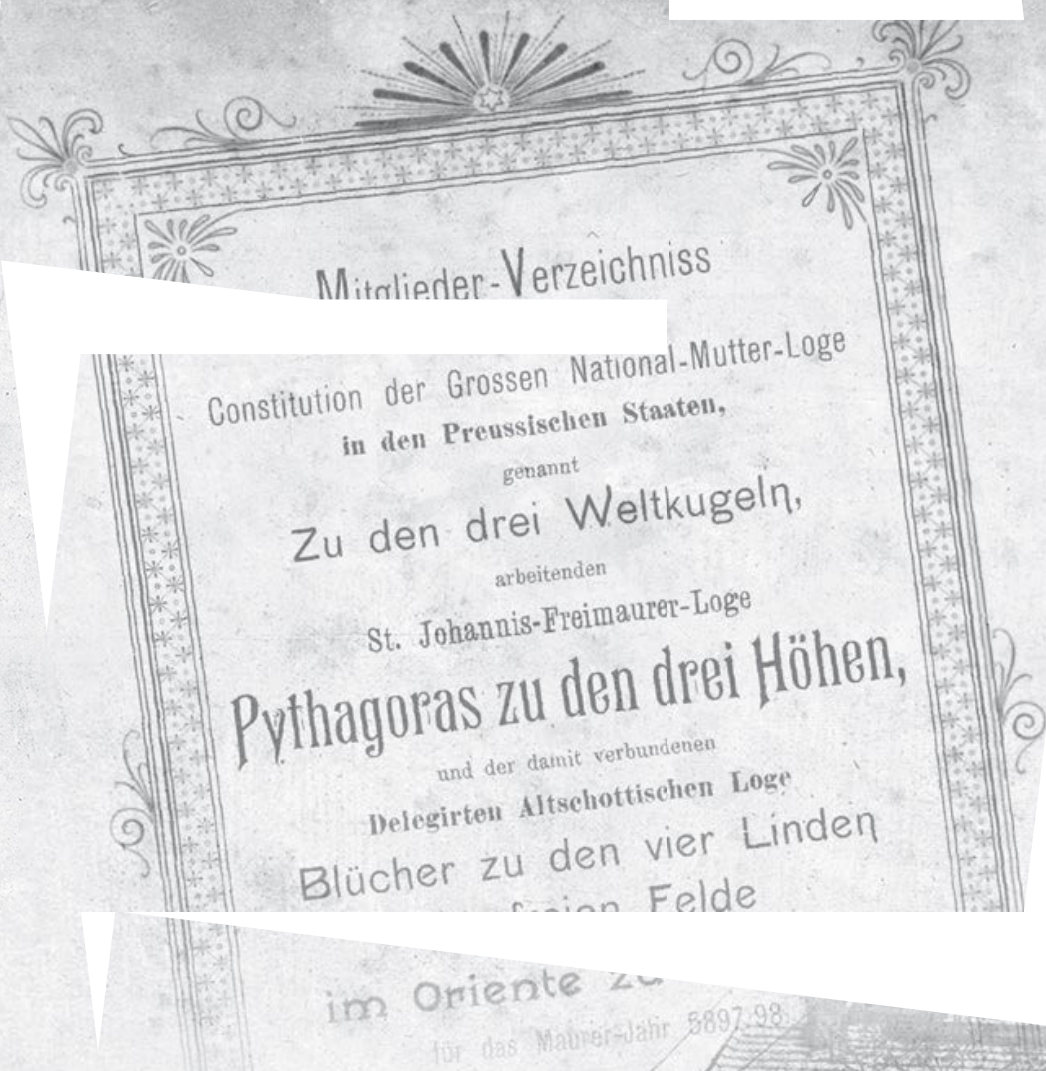 Mitglieder-Verzeichniss
Constitution der Grossen National-Mutter-Loge
in den Preussischen Staaten,
genannt
Zu den drei Weltkugeln,
arbeitenden
St. Johannis-Freimaurer-Loge
Pythagoras zu den drei Höhen,
und der damit verbundenen
Delegirten Altschottischen Loge
Blücher zu den vier Linden
Felde
im Oriente
für das Maurer-Jahr 5897-98.